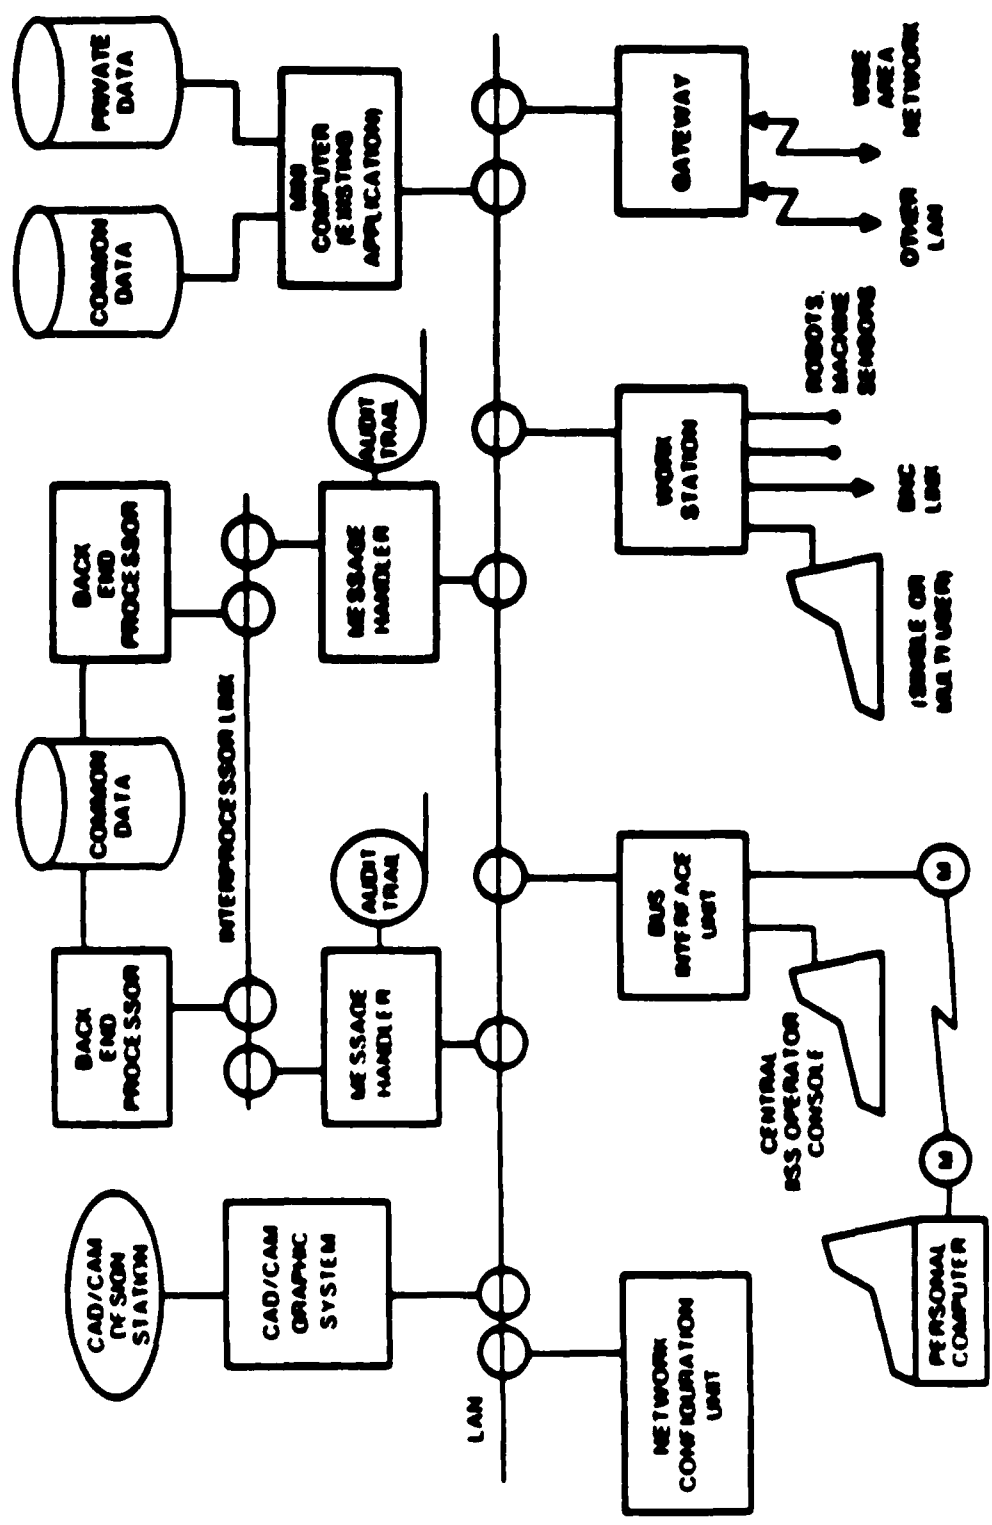 CAD/CAM
DESIGN
STATION
BACK
END
PROCESSOR
COMMON
DATA
BACK
END
PROCESSOR
COMMON
DATA
PRIVATE
DATA
CAD/CAM
GRAPHIC
SYSTEM
INTERPROCESSOR LINK
MESSAGE
HANDLER
AUDIT
TRAIL
MESSAGE
HANDLER
AUDIT
TRAIL
MINI
COMPUTER
(EXISTING
APPLICATION)
LAN
NETWORK
CONFIGURATION
UNIT
BUS
INTERFACE
UNIT
WORK
STATION
GATEWAY
CENTRAL
DSS OPERATOR
CONSOLE
ROBOTS,
MACHINE
SENSORS
DNC
LINK
(SINGLE OR
MULTI USER)
OTHER
LAN
WIDE
AREA
NETWORK
M
M
PERSONAL
COMPUTER